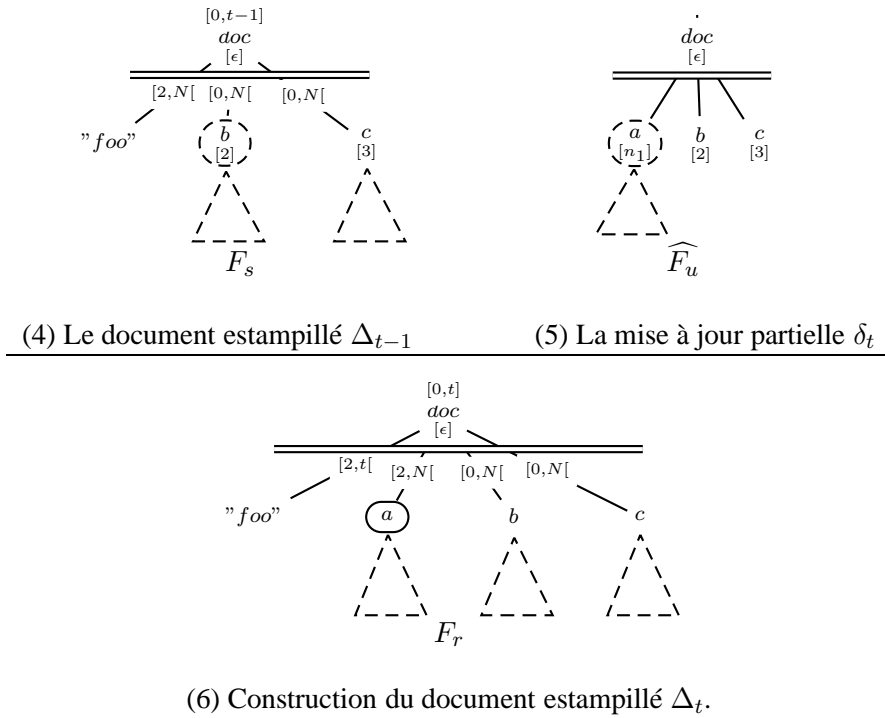 [0,t−1]
doc
[ϵ]
[2,N[ [0,N[ [0,N[
"foo" b c
[2] [3]
F_s
.
doc
[ϵ]
a b c
[n_1] [2] [3]
\widehat{F_u}
(4) Le document estampillé Δ_{t−1}
(5) La mise à jour partielle δ_t
[0,t]
doc
[ϵ]
[2,t[ [2,N[ [0,N[ [0,N[
"foo" a b c
F_r
(6) Construction du document estampillé Δ_t.